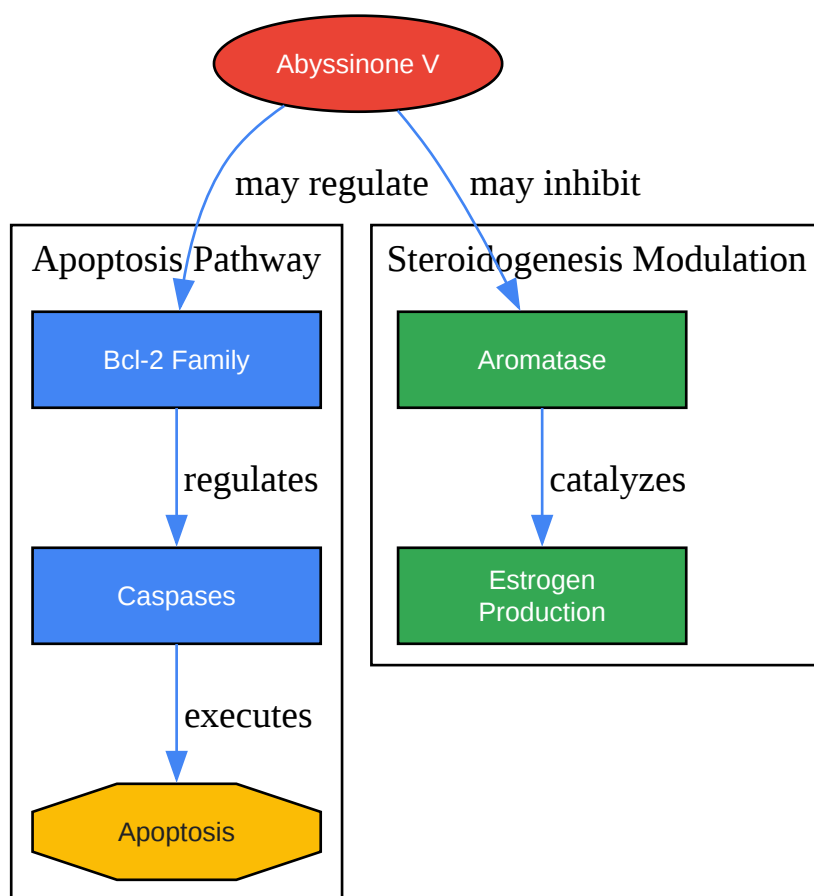 Abyssinone V
may regulate
may inhibit
Apoptosis Pathway
Steroidogenesis Modulation
Bcl-2 Family
Aromatase
regulates
catalyzes
Caspases
Estrogen
Production
executes
Apoptosis